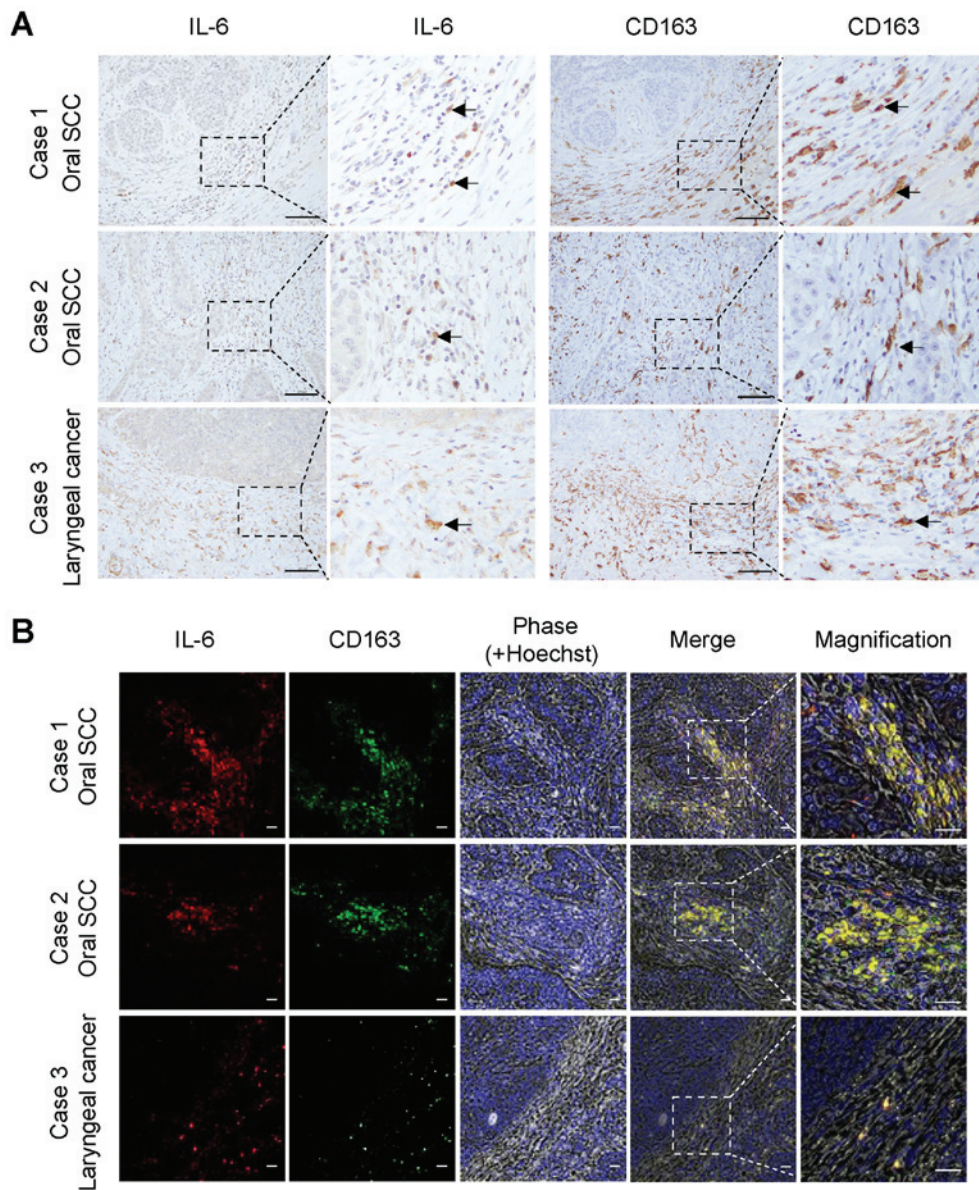 A
IL-6 IL-6 CD163 CD163
Case 1
Oral SCC
Case 2
Oral SCC
Case 3
Laryngeal cancer
B
IL-6 CD163 Phase
(+Hoechst) Merge Magnification
Case 1
Oral SCC
Case 2
Oral SCC
Case 3
Laryngeal cancer